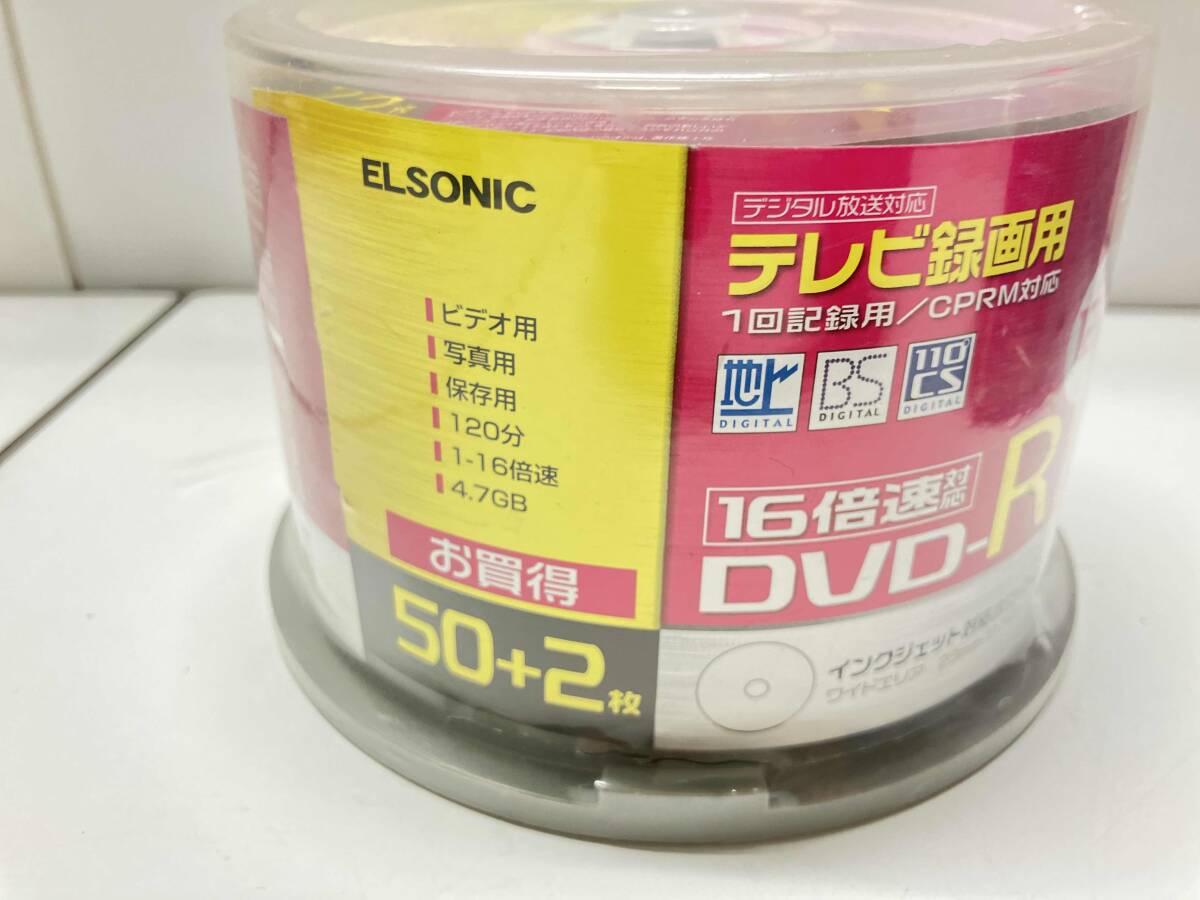 ELSONIC
ビデオ用
写真用
保存用
120分
1-16倍速
4.7GB
お買得
50+2枚
デジタル放送対応
テレビ録画用
1回記録用/CPRM対応
地上
DIGITAL
BS
DIGITAL
110°
CS
DIGITAL
16倍速対応
DVD-R
インクジェット
ワイドエリア